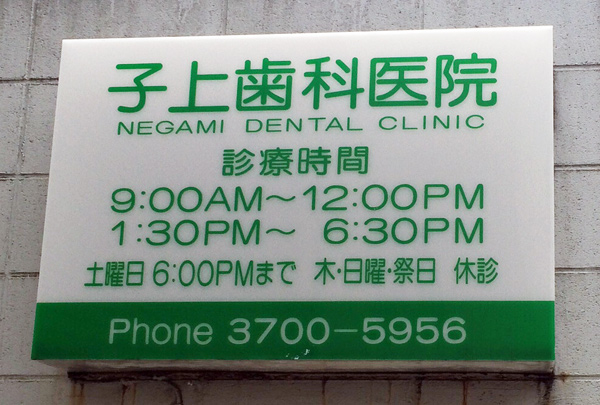 子上歯科医院
NEGAMI DENTAL CLINIC
診療時間
9:00AM～12:00PM
1:30PM～ 6:30PM
土曜日 6:00PMまで 木・日曜・祭日 休診
Phone 3700-5956